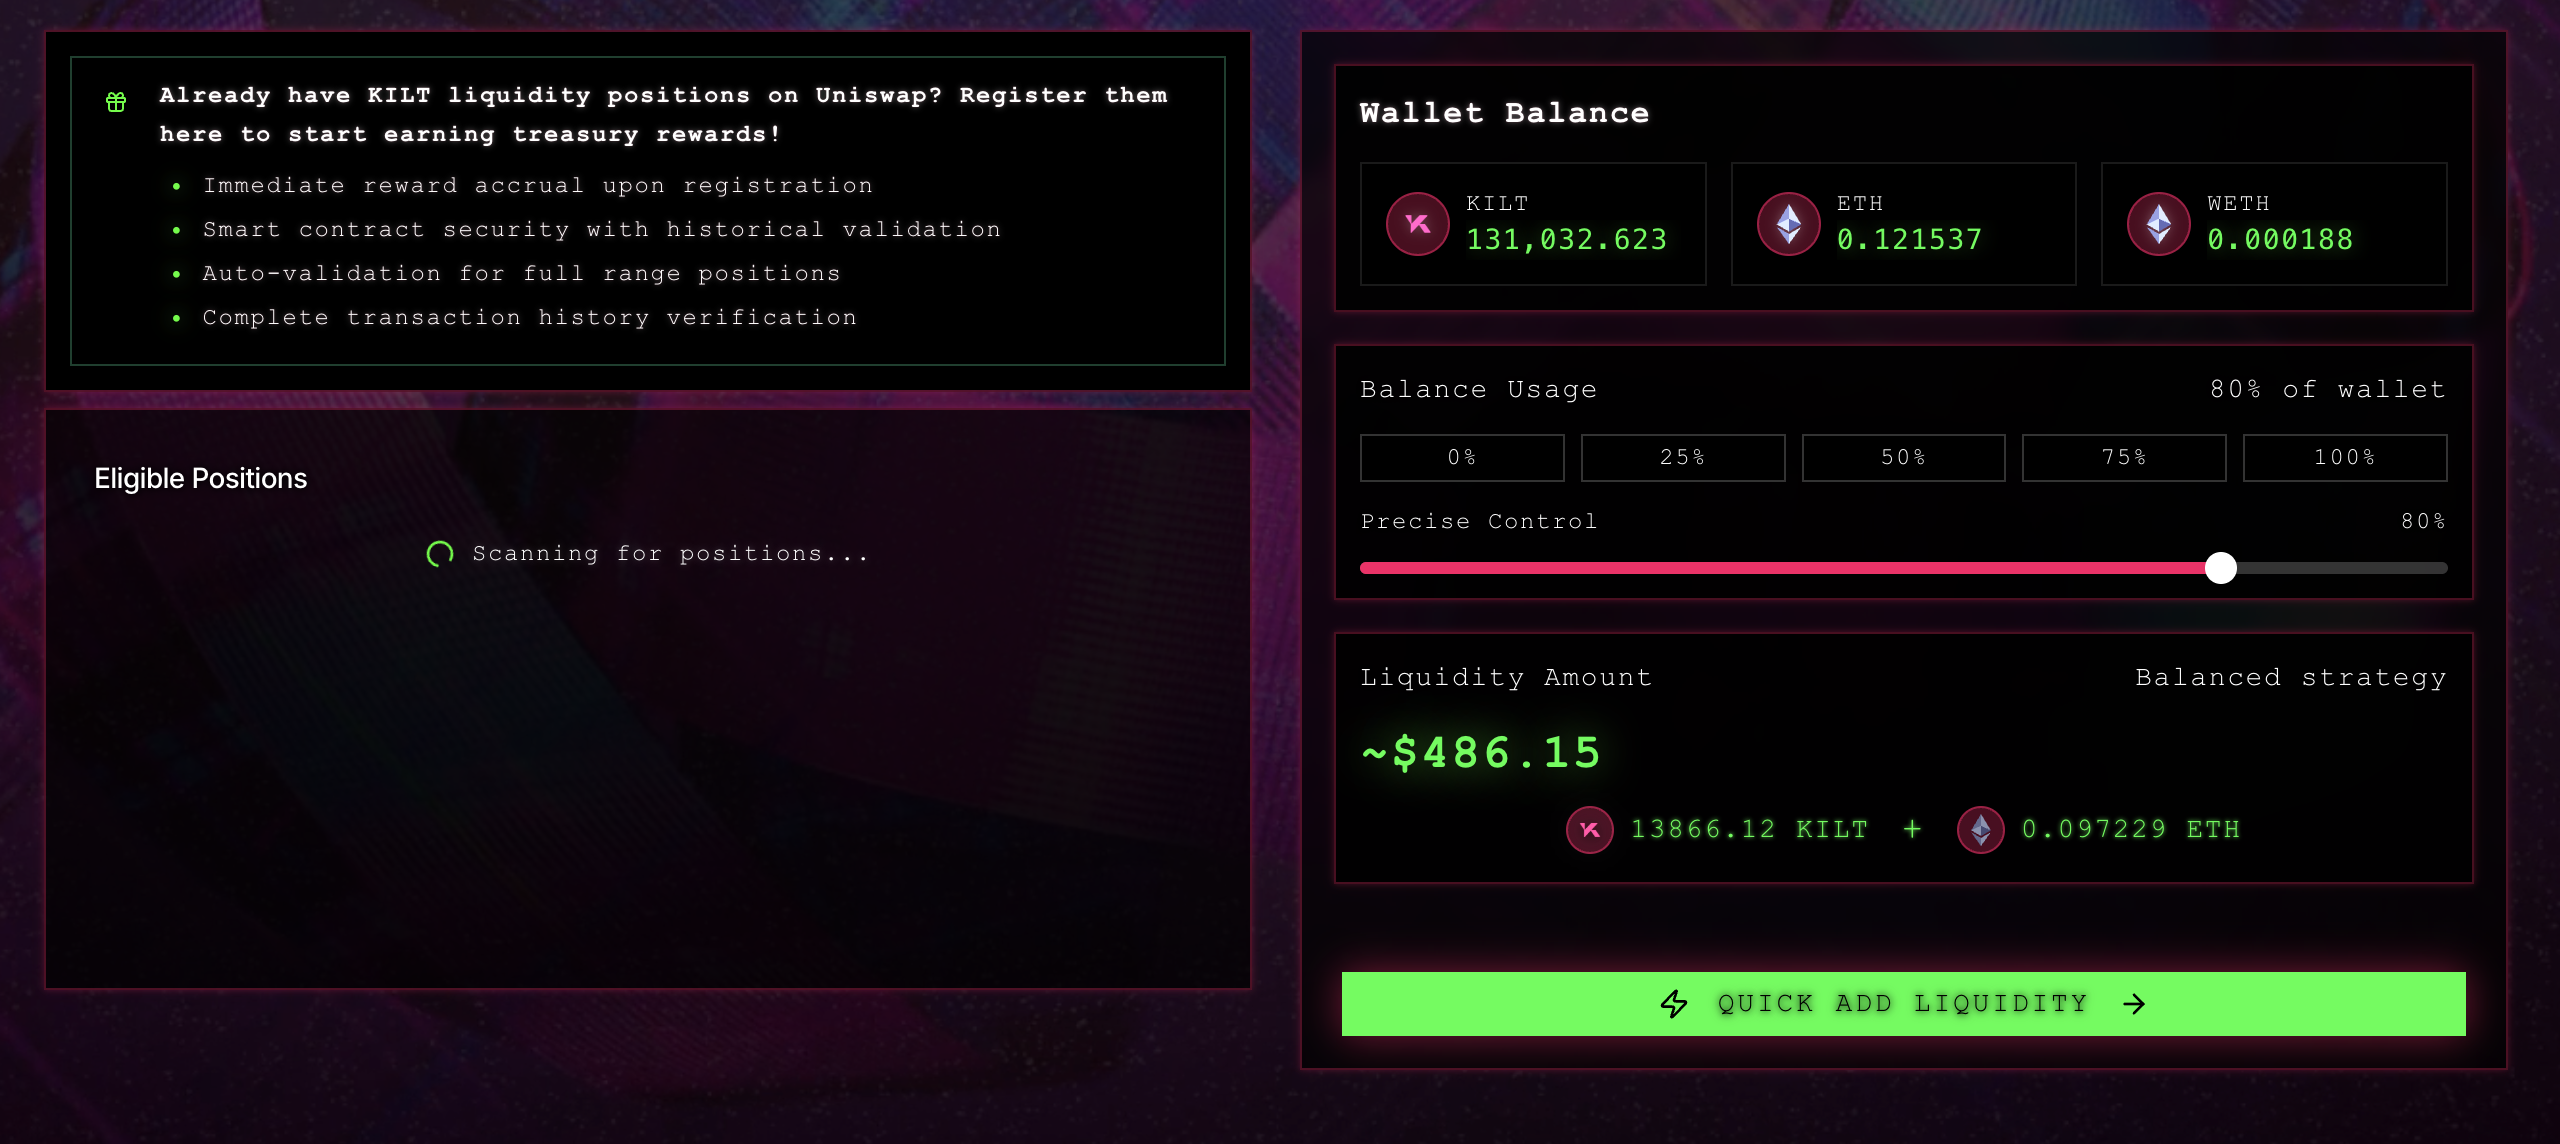 Already have KILT liquidity positions on Uniswap? Register them
here to start earning treasury rewards!
• Immediate reward accrual upon registration
• Smart contract security with historical validation
• Auto-validation for full range positions
• Complete transaction history verification
Eligible Positions
Scanning for positions...
Wallet Balance
KILT
131,032.623
ETH
0.121537
WETH
0.000188
Balance Usage 80% of wallet
0% 25% 50% 75% 100%
Precise Control 80%
Liquidity Amount Balanced strategy
~$486.15
13866.12 KILT + 0.097229 ETH
QUICK ADD LIQUIDITY →